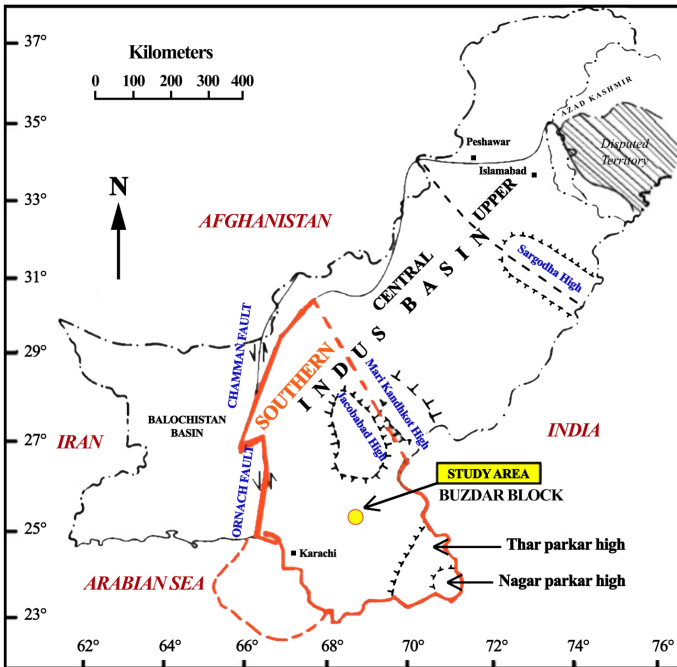 37°
35°
33°
31°
29°
27°
25°
23°
Kilometers
0 100 200 300 400
N
AZAD KASHMIR
Disputed
Territory
Peshawar
Islamabad
AFGHANISTAN
UPPER
CENTRAL
SOUTHERN
INDUS BASIN
Sargodha High
CHAMMAN FAULT
Mari Kandhkot High
Jacobabad High
BALOCHISTAN
BASIN
IRAN
INDIA
ORNACH FAULT
STUDY AREA
BUZDAR BLOCK
Karachi
Thar parkar high
Nagar parkar high
ARABIAN SEA
62° 64° 66° 68° 70° 72° 74° 76°